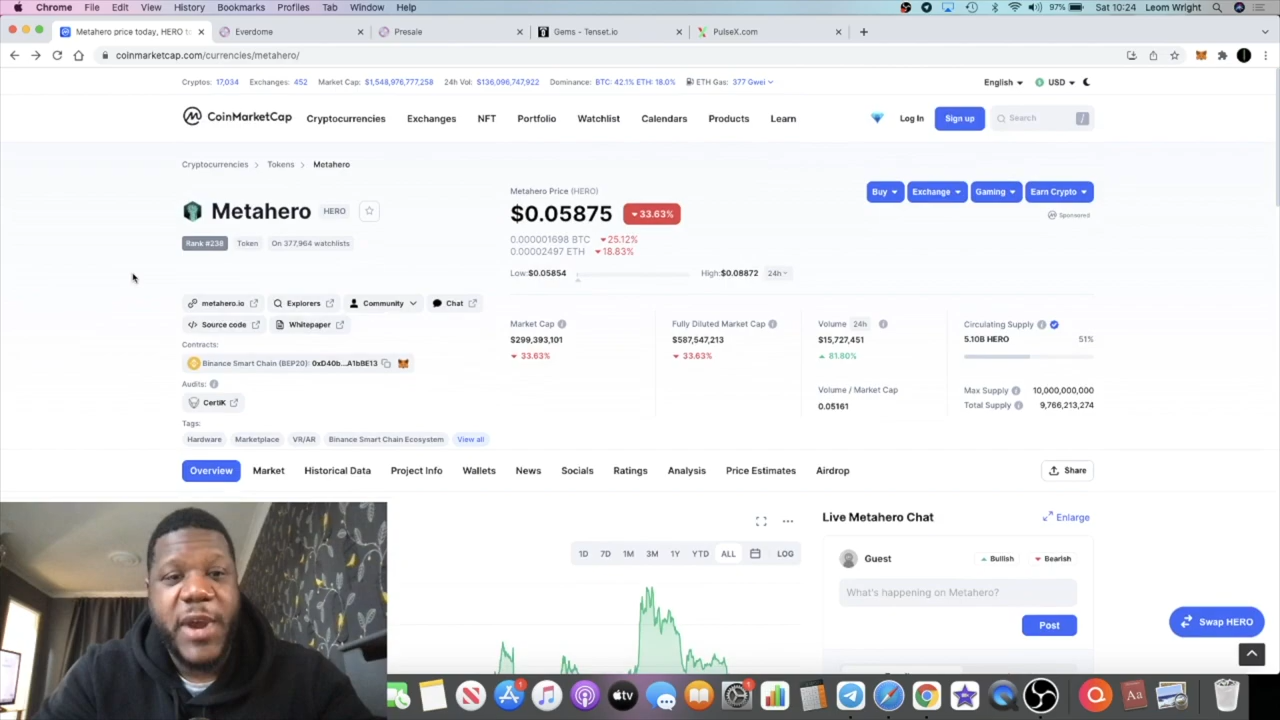 Chrome File Edit View History Bookmarks Profiles Tab Window Help 97% Sat 10:24 Leom Wright
Metahero price today, HERO to Everdome Presale Gems - Tenset.io PulseX.com
coinmarketcap.com/currencies/metahero/
Cryptos: 17,034 Exchanges: 452 Market Cap: $1,548,976,777,258 24h Vol: $136,096,747,922 Dominance: BTC: 42.1% ETH: 18.0% ETH Gas: 377 Gwei English USD
CoinMarketCap Cryptocurrencies Exchanges NFT Portfolio Watchlist Calendars Products Learn Log In Sign up Search /
Cryptocurrencies > Tokens > Metahero
Metahero HERO
Rank #238 Token On 377,964 watchlists
metahero.io Explorers Community Chat
Source code Whitepaper
Contracts:
Binance Smart Chain (BEP20): 0xD40b...A1bBE13
Audits:
CertiK
Tags:
Hardware Marketplace VR/AR Binance Smart Chain Ecosystem View all
Metahero Price (HERO)
$0.05875 33.63%
0.000001698 BTC 25.12%
0.00002497 ETH 18.83%
Low: $0.05854 High: $0.08872 24h
Buy Exchange Gaming Earn Crypto
Sponsored
Market Cap
$299,393,101
33.63%
Fully Diluted Market Cap
$587,547,213
33.63%
Volume 24h
$15,727,451
81.80%
Volume / Market Cap
0.05161
Circulating Supply
5.10B HERO 51%
Max Supply 10,000,000,000
Total Supply 9,766,213,274
Overview Market Historical Data Project Info Wallets News Socials Ratings Analysis Price Estimates Airdrop Share
1D 7D 1M 3M 1Y YTD ALL LOG
Live Metahero Chat Enlarge
Guest Bullish Bearish
What's happening on Metahero?
Post
Swap HERO
tv